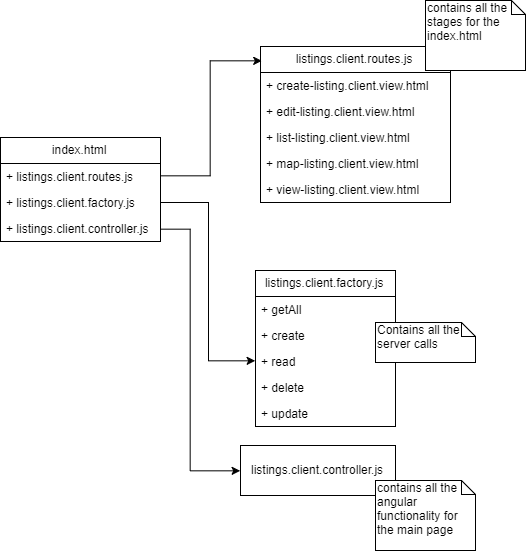 contains all the
stages for the
index.html
listings.client.routes.js
+ create-listing.client.view.html
+ edit-listing.client.view.html
+ list-listing.client.view.html
+ map-listing.client.view.html
+ view-listing.client.view.html
index.html
+ listings.client.routes.js
+ listings.client.factory.js
+ listings.client.controller.js
listings.client.factory.js
+ getAll
+ create
+ read
+ delete
+ update
Contains all the
server calls
listings.client.controller.js
contains all the
angular
functionality for
the main page